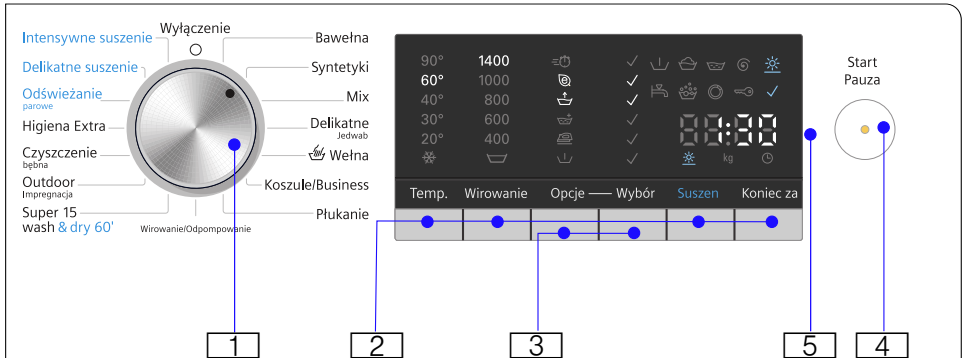 Wyłączenie
Intensywne suszenie
Delikatne suszenie
Odświeżanie
parowe
Higiena Extra
Czyszczenie
bębna
Outdoor
Impregnacja
Super 15
wash & dry 60'
Wirowanie/Odpompowanie
Bawełna
Syntetyki
Mix
Delikatne
Jedwab
Wełna
Koszule/Business
Płukanie
90° 1400
60° 1000
40° 800
30° 600
20° 400
1:30
kg
Temp. Wirowanie Opcje Wybór Suszen Koniec za
Start
Pauza
1 2 3 5 4